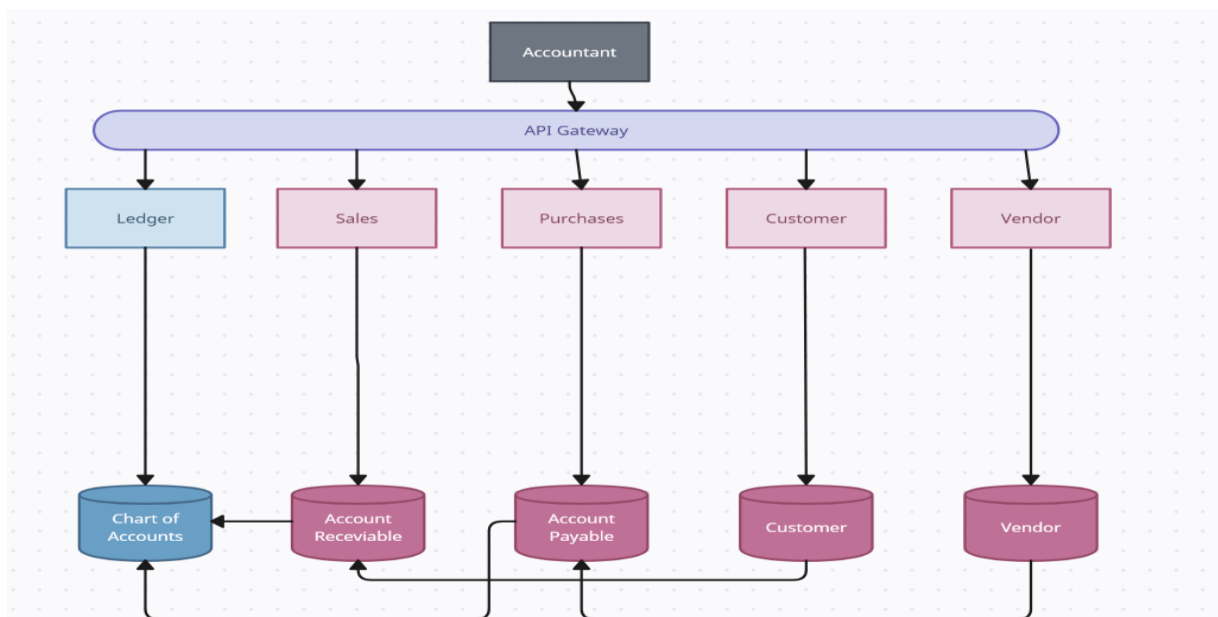 Accountant
API Gateway
Ledger
Sales
Purchases
Customer
Vendor
Chart of
Accounts
Account
Receviable
Account
Payable
Customer
Vendor